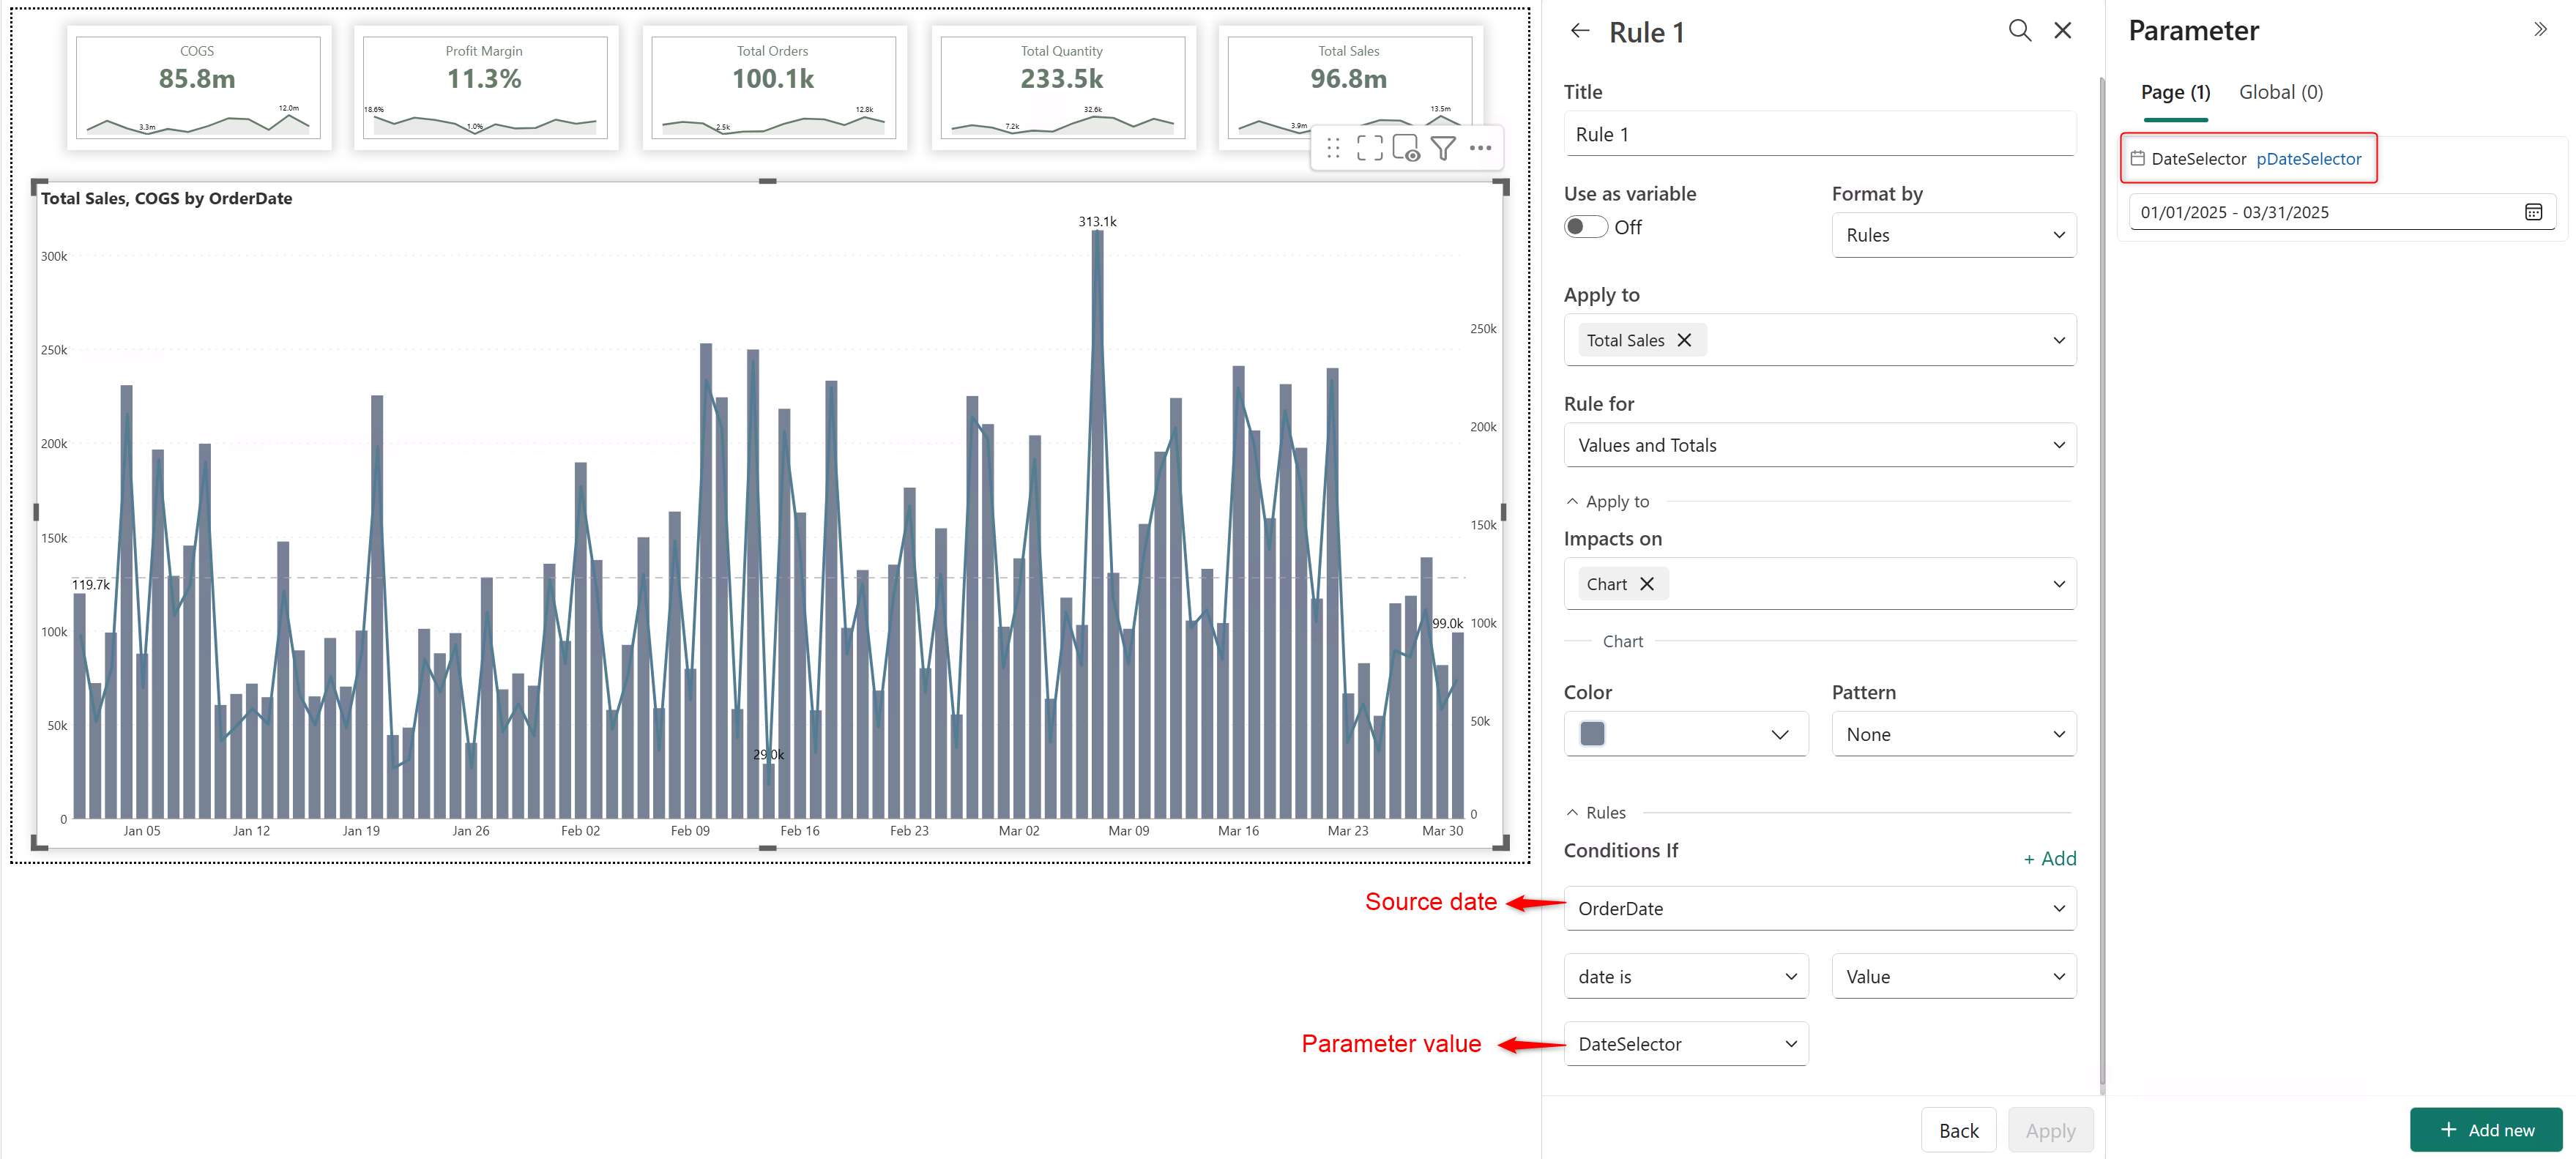 COGS
85.8m
12.0m
3.3m
Profit Margin
11.3%
18.6%
1.0%
Total Orders
100.1k
12.8k
2.5k
Total Quantity
233.5k
32.6k
7.2k
Total Sales
96.8m
13.5m
3.9m
Total Sales, COGS by OrderDate
313.1k
300k
250k
200k
150k
100k
50k
0
119.7k
29.0k
99.0k
250k
200k
150k
100k
50k
0
Jan 05 Jan 12 Jan 19 Jan 26 Feb 02 Feb 09 Feb 16 Feb 23 Mar 02 Mar 09 Mar 16 Mar 23 Mar 30
Source date
Parameter value
Rule 1
Title
Rule 1
Use as variable Format by
Off Rules
Apply to
Total Sales
Rule for
Values and Totals
Apply to
Impacts on
Chart
Chart
Color Pattern
None
Rules
Conditions If
+ Add
OrderDate
date is Value
DateSelector
Back Apply
Parameter
Page (1) Global (0)
DateSelector pDateSelector
01/01/2025 - 03/31/2025
+ Add new